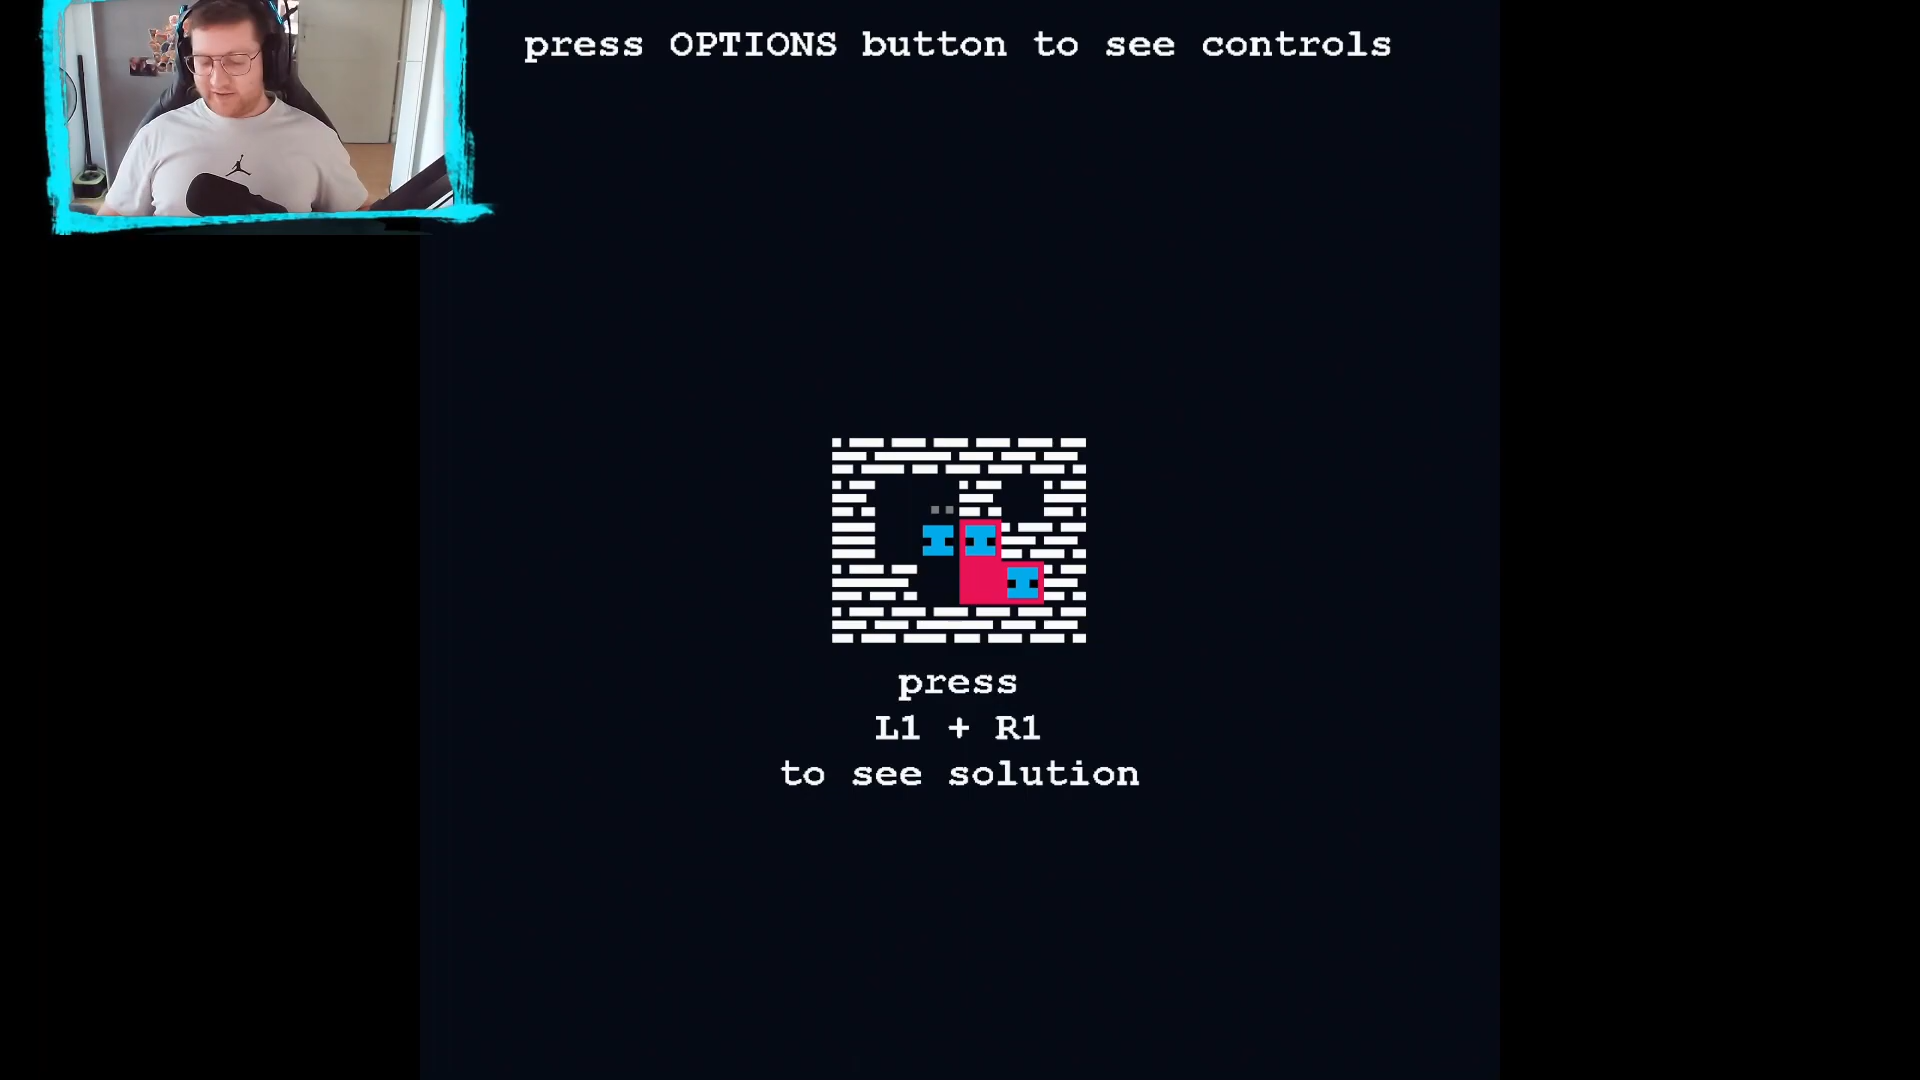 press OPTIONS button to see controls
press
L1 + R1
to see solution